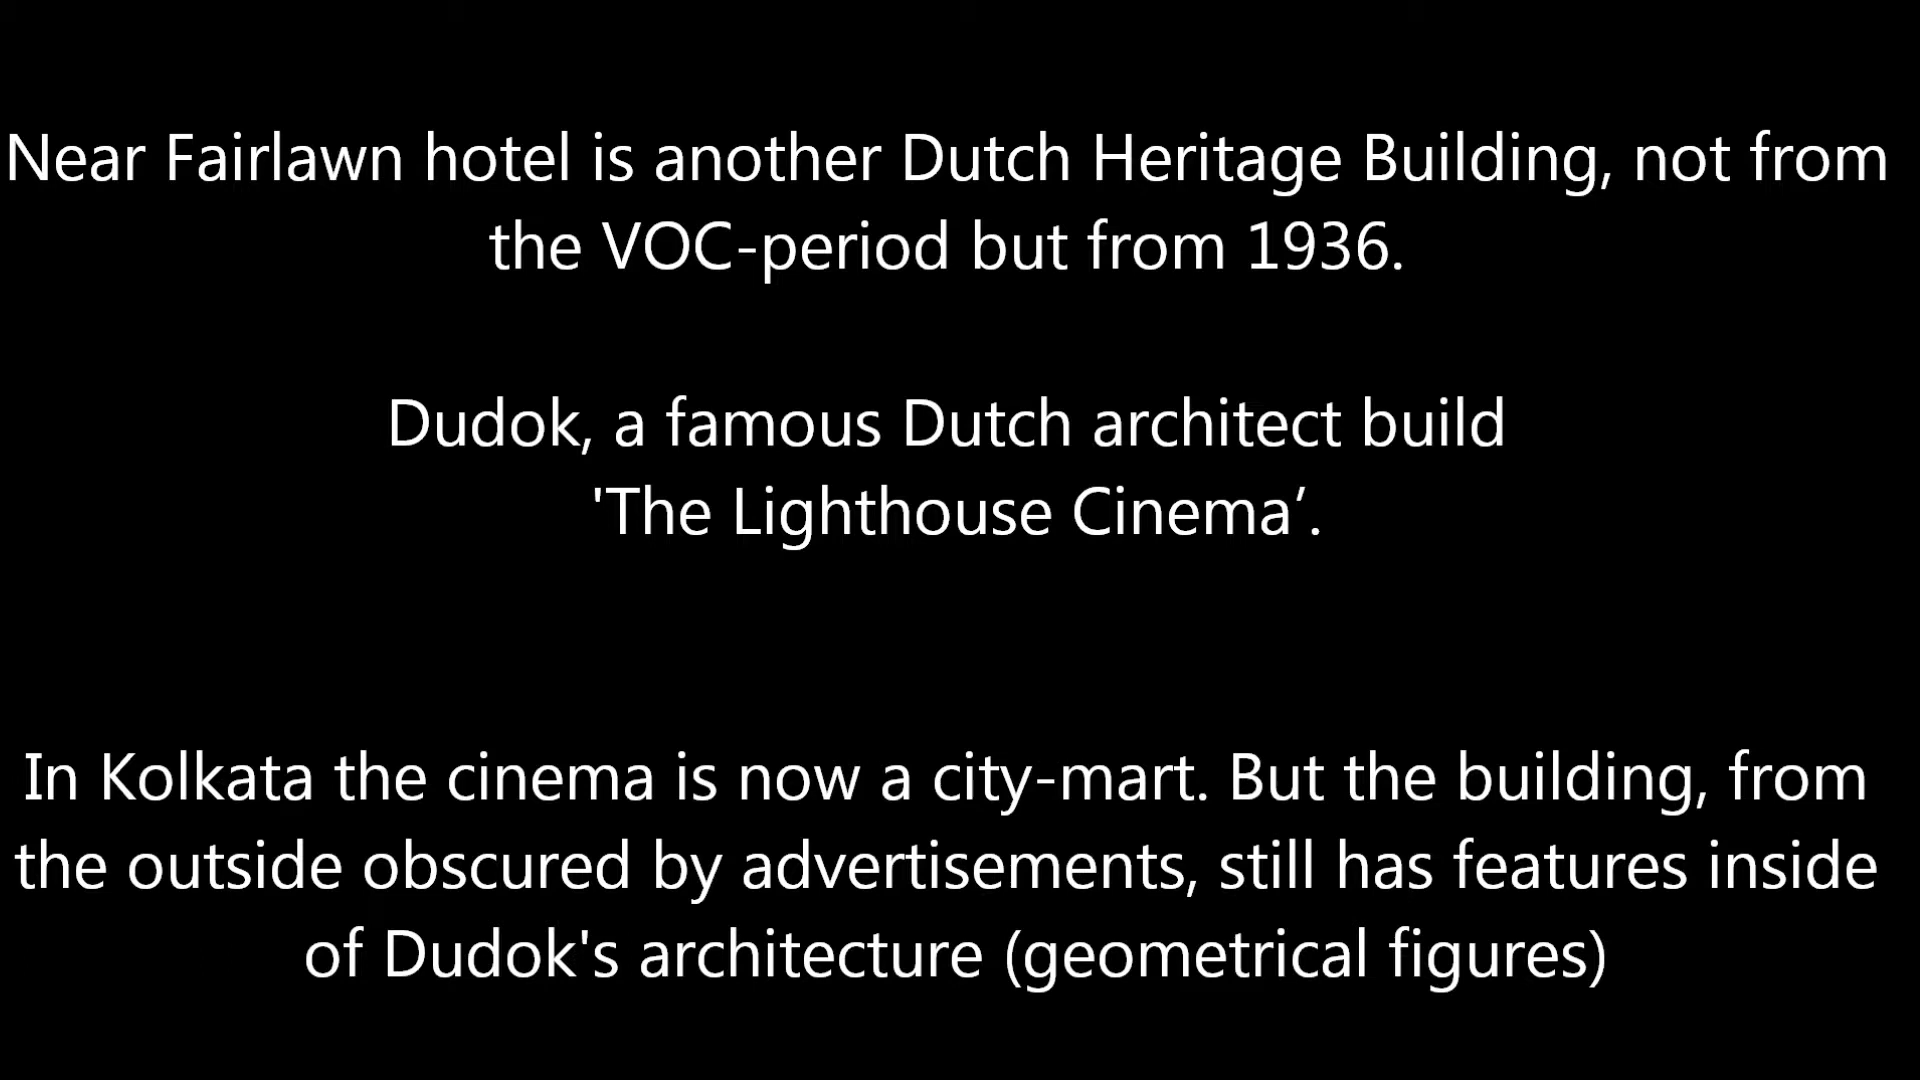 Near Fairlawn hotel is another Dutch Heritage Building, not from
the VOC-period but from 1936.
Dudok, a famous Dutch architect build
'The Lighthouse Cinema’.
In Kolkata the cinema is now a city-mart. But the building, from
the outside obscured by advertisements, still has features inside
of Dudok's architecture (geometrical figures)